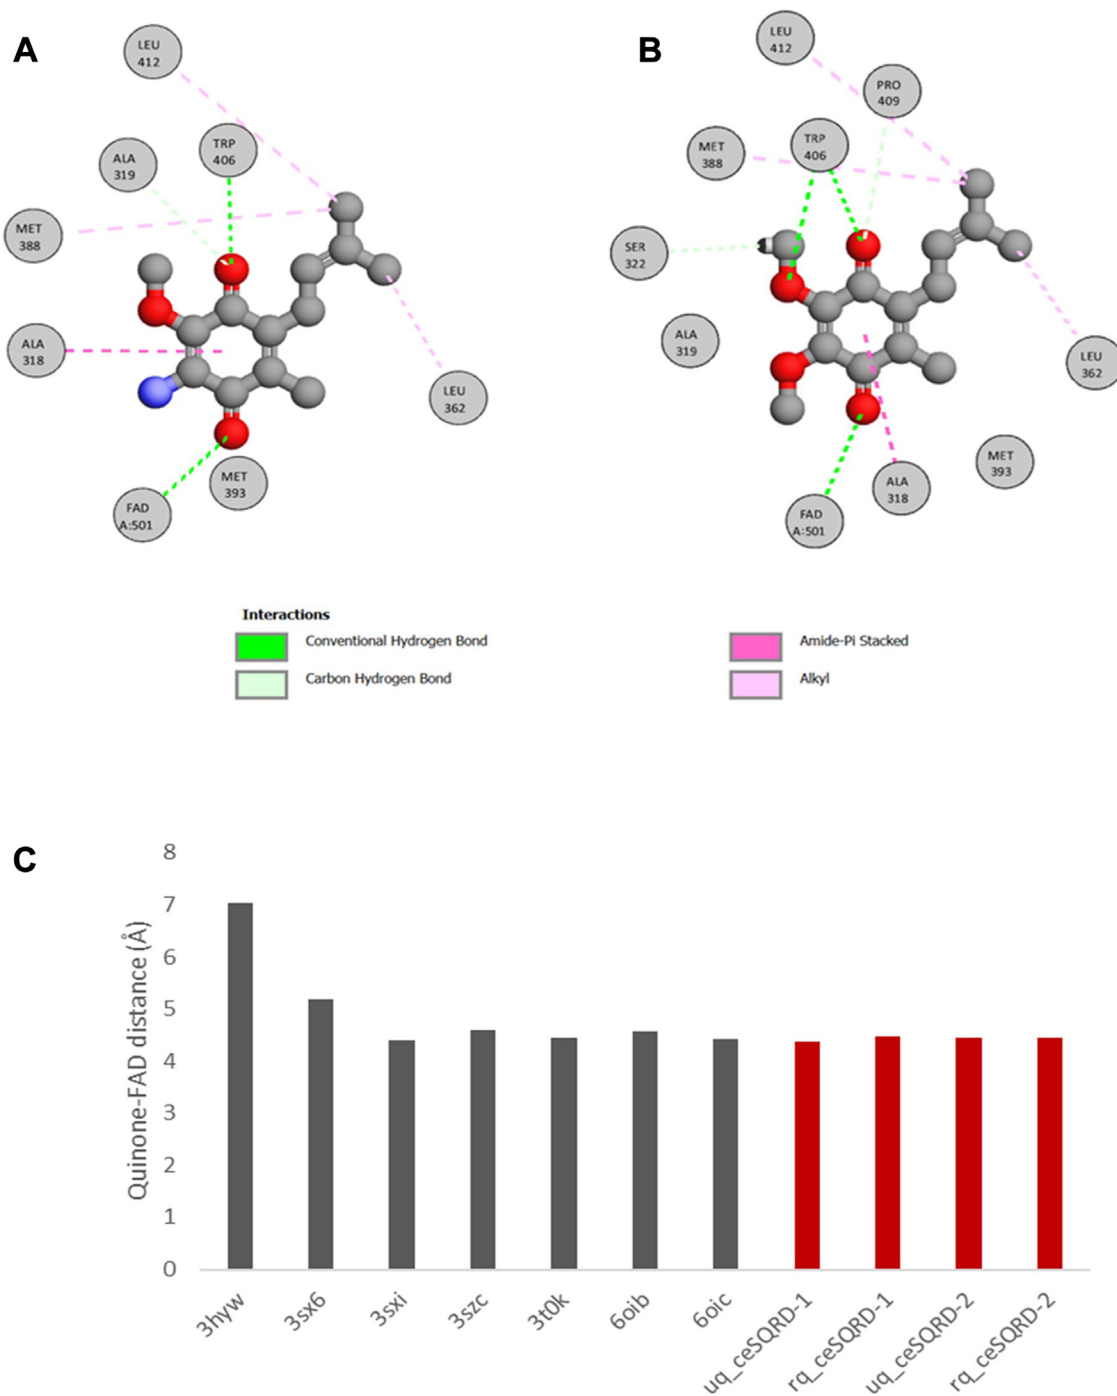 A
LEU
412
ALA
319
TRP
406
MET
388
ALA
318
LEU
362
MET
393
FAD
A:501
B
LEU
412
PRO
409
MET
388
TRP
406
SER
322
ALA
319
LEU
362
MET
393
ALA
318
FAD
A:501
Interactions
Conventional Hydrogen Bond
Carbon Hydrogen Bond
Amide-Pi Stacked
Alkyl
C
Quinone-FAD distance (Å)
8
7
6
5
4
3
2
1
0
3hyw
3sx6
3sxi
3szc
3t0k
6oib
6oic
uq_ceSQRD-1
rq_ceSQRD-1
uq_ceSQRD-2
rq_ceSQRD-2